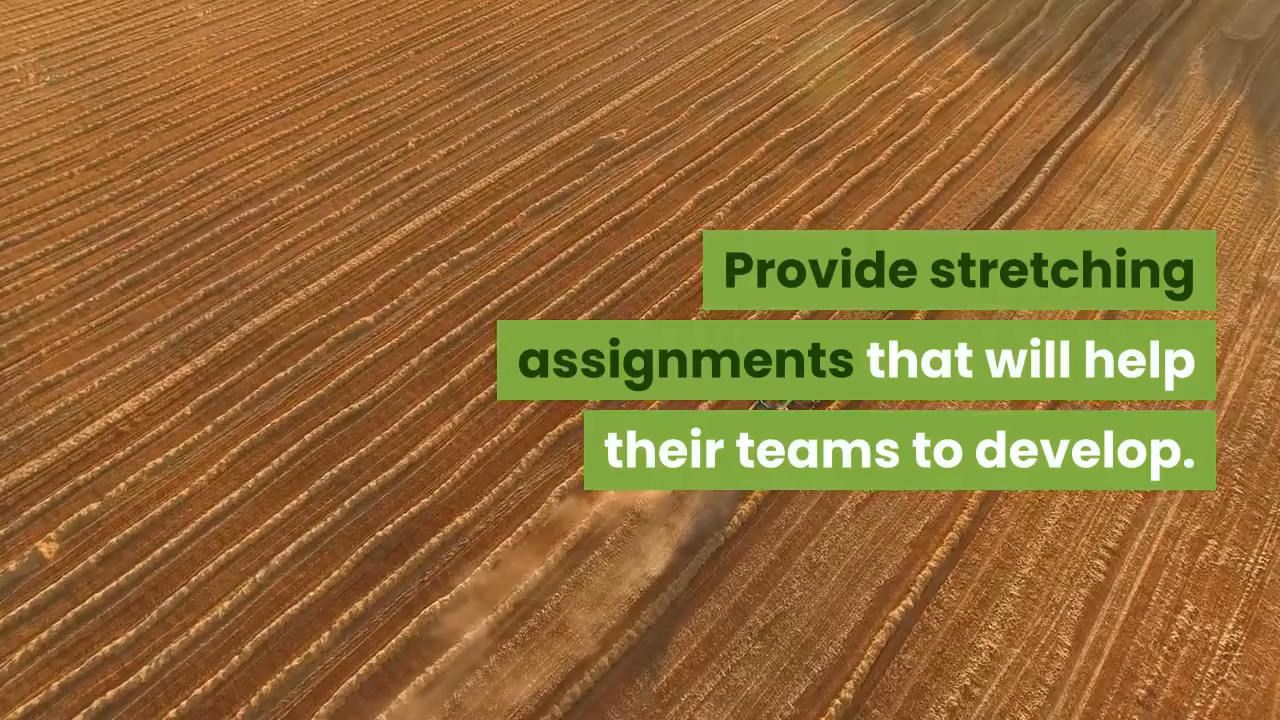 Provide stretching
assignments that will help
their teams to develop.